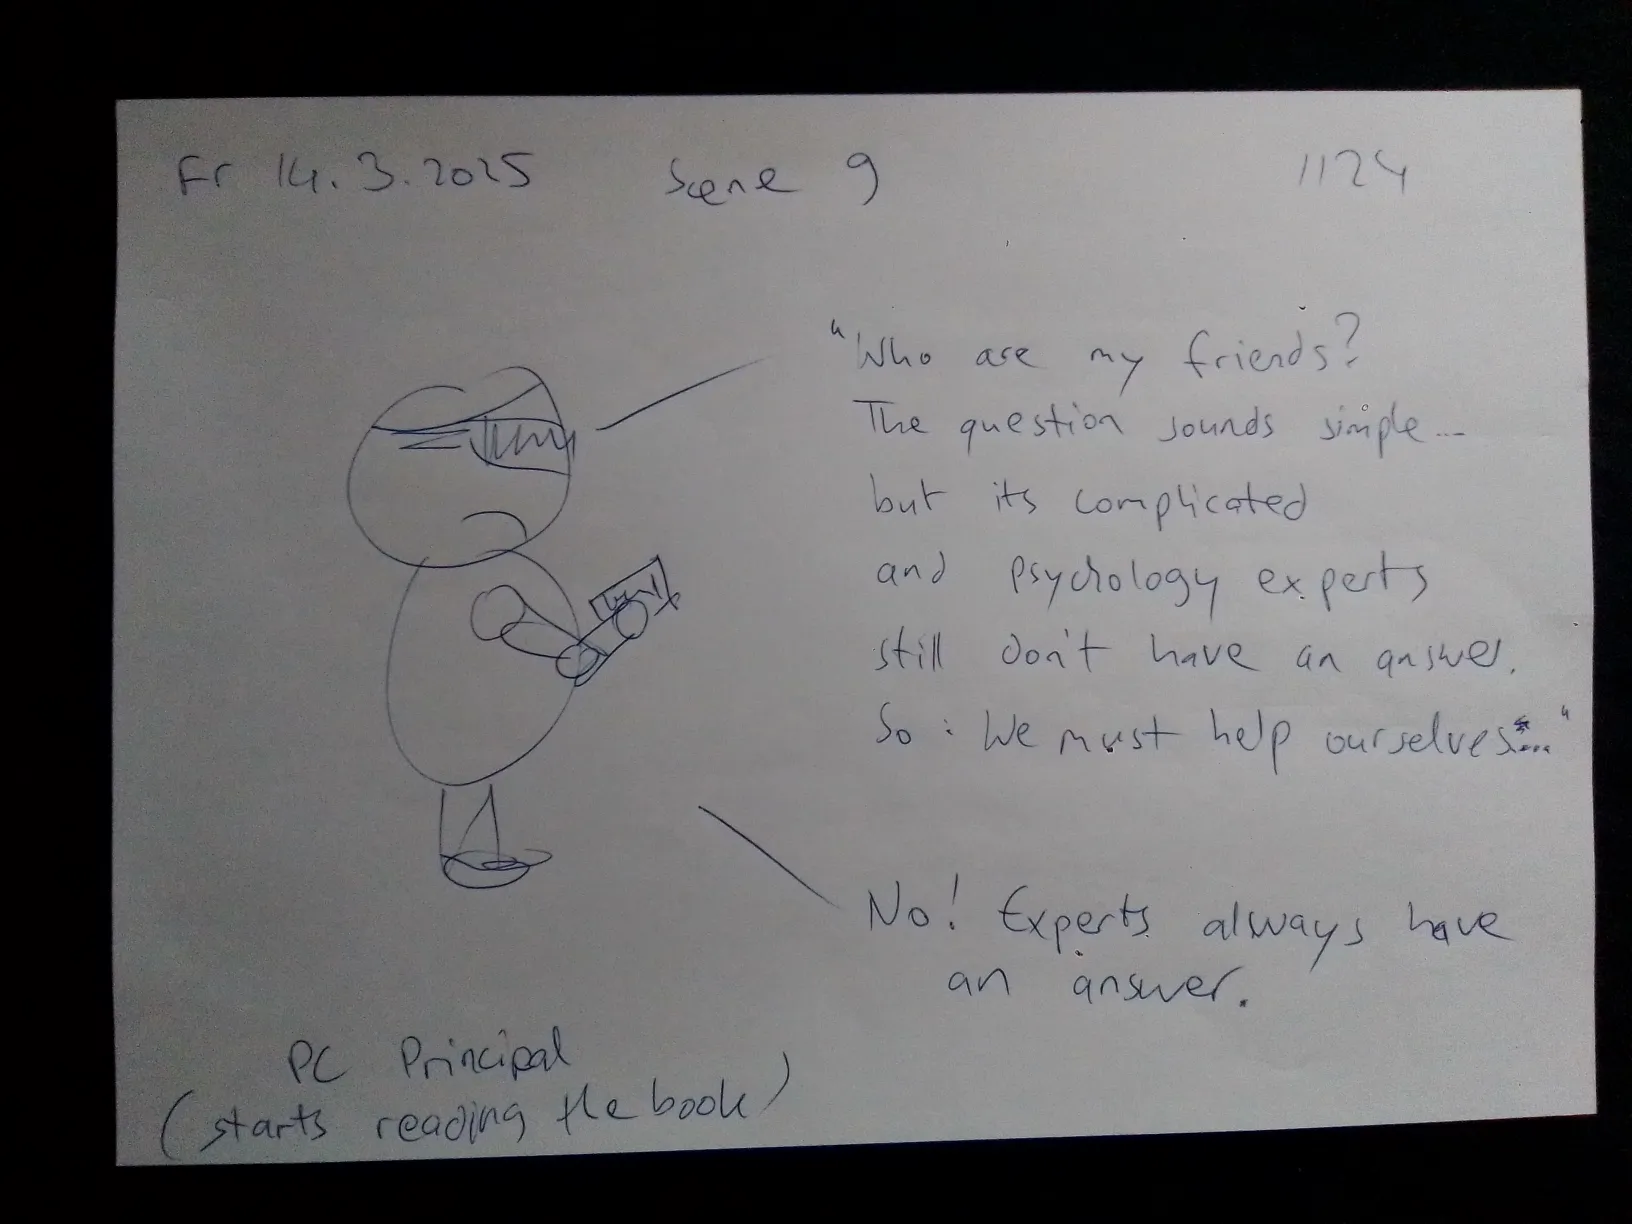 Fr 14.3.2025 Scene 9 1124
"Who are my friends?
The question sounds simple...
but its complicated
and psychology experts
still don't have an answer.
So: We must help ourselves..."
No! Experts always have
an answer.
PC Principal
(starts reading the book)